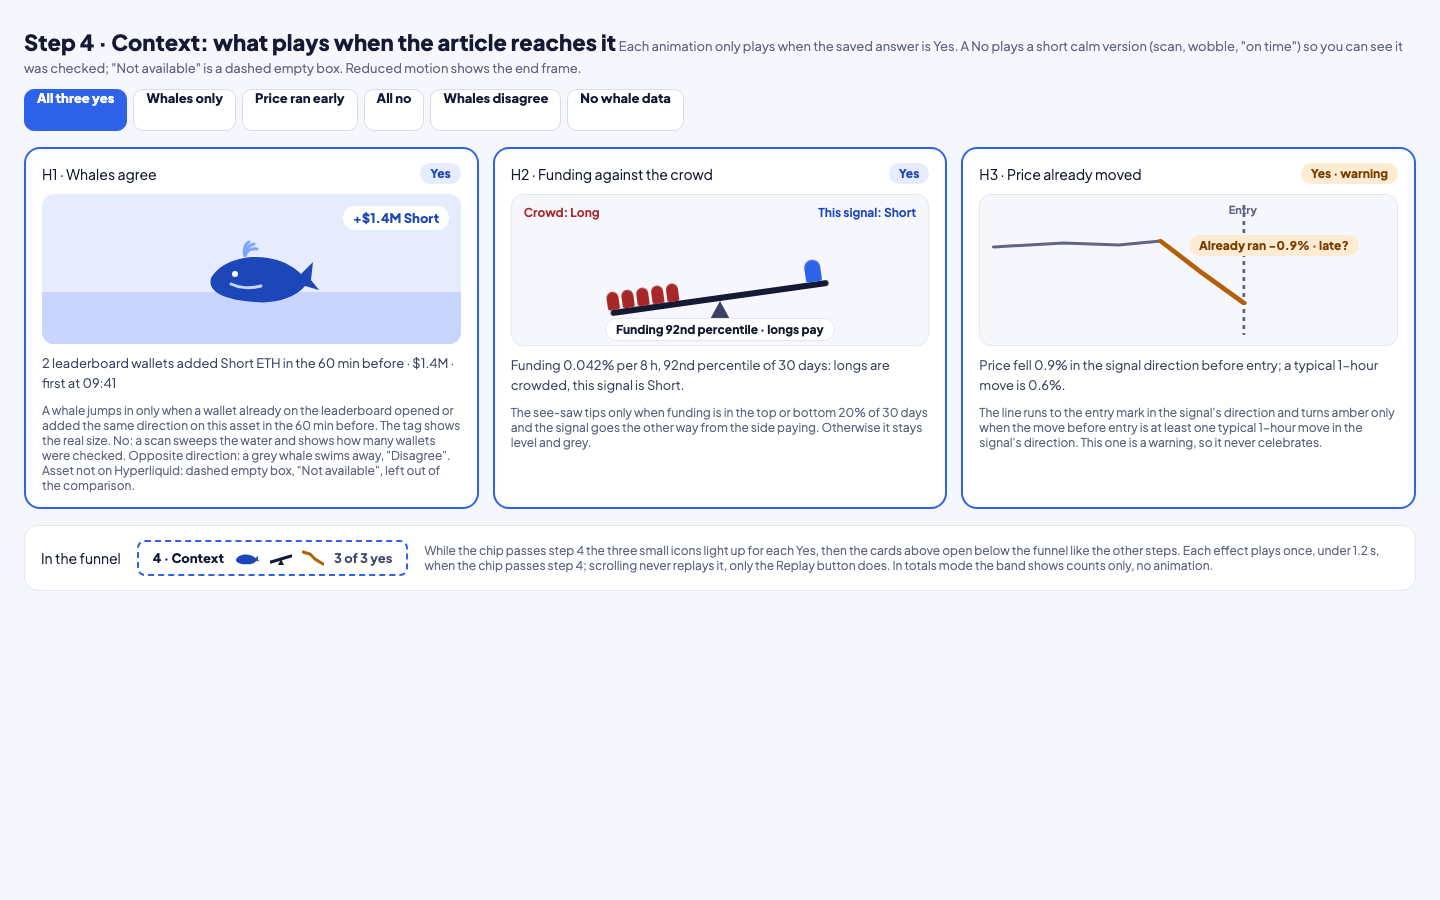 Step 4 · Context: what plays when the article reaches it Each animation only plays when the saved answer is Yes. A No plays a short calm version (scan, wobble, "on time") so you can see it
was checked; "Not available" is a dashed empty box. Reduced motion shows the end frame.
All three yes
Whales only
Price ran early
All no
Whales disagree
No whale data
H1 · Whales agree
Yes
+$1.4M Short
2 leaderboard wallets added Short ETH in the 60 min before · $1.4M ·
first at 09:41
A whale jumps in only when a wallet already on the leaderboard opened or
added the same direction on this asset in the 60 min before. The tag shows
the real size. No: a scan sweeps the water and shows how many wallets
were checked. Opposite direction: a grey whale swims away, "Disagree".
Asset not on Hyperliquid: dashed empty box, "Not available", left out of
the comparison.
H2 · Funding against the crowd
Yes
Crowd: Long
This signal: Short
Funding 92nd percentile · longs pay
Funding 0.042% per 8 h, 92nd percentile of 30 days: longs are
crowded, this signal is Short.
The see-saw tips only when funding is in the top or bottom 20% of 30 days
and the signal goes the other way from the side paying. Otherwise it stays
level and grey.
H3 · Price already moved
Yes · warning
Entry
Already ran −0.9% · late?
Price fell 0.9% in the signal direction before entry; a typical 1-hour
move is 0.6%.
The line runs to the entry mark in the signal's direction and turns amber only
when the move before entry is at least one typical 1-hour move in the
signal's direction. This one is a warning, so it never celebrates.
In the funnel
4 · Context
3 of 3 yes
While the chip passes step 4 the three small icons light up for each Yes, then the cards above open below the funnel like the other steps. Each effect plays once, under 1.2 s,
when the chip passes step 4; scrolling never replays it, only the Replay button does. In totals mode the band shows counts only, no animation.